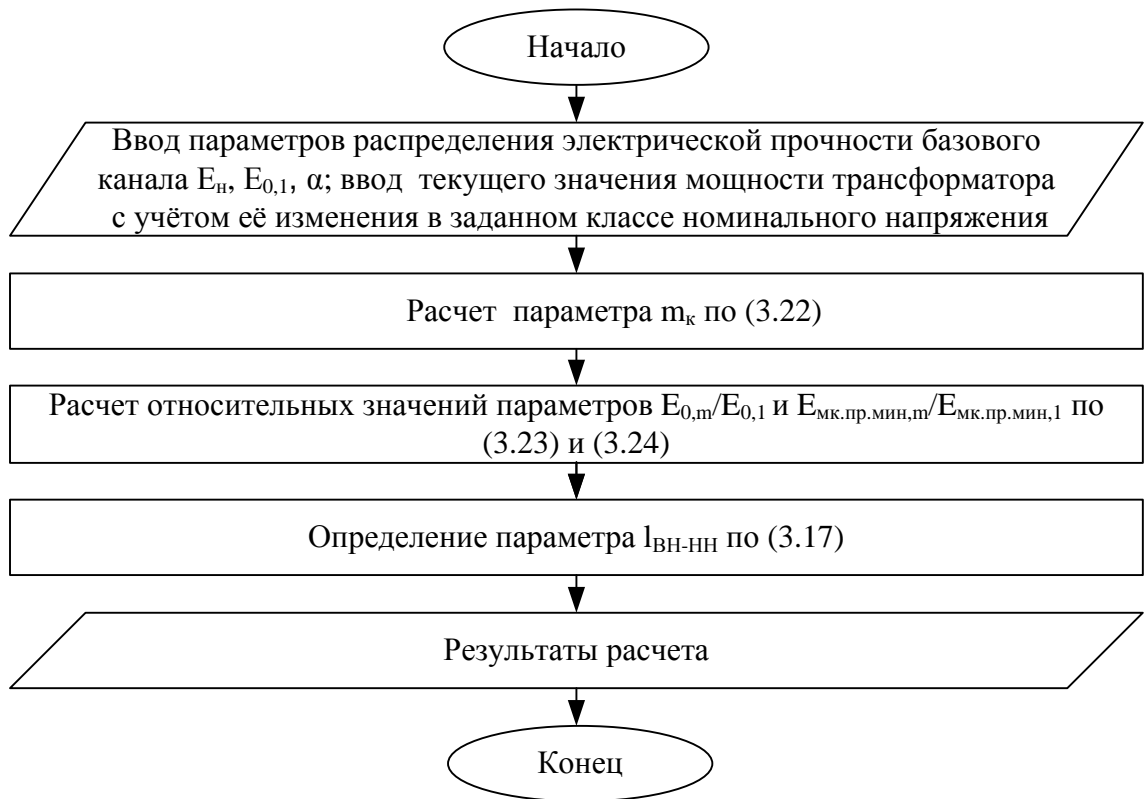 Начало
Ввод параметров распределения электрической прочности базового
канала Eн, E0,1, α; ввод текущего значения мощности трансформатора
с учётом её изменения в заданном классе номинального напряжения
Расчет параметра mк по (3.22)
Расчет относительных значений параметров E0,m/E0,1 и Eмк.пр.мин,m/Eмк.пр.мин,1 по
(3.23) и (3.24)
Определение параметра lВН-НН по (3.17)
Результаты расчета
Конец